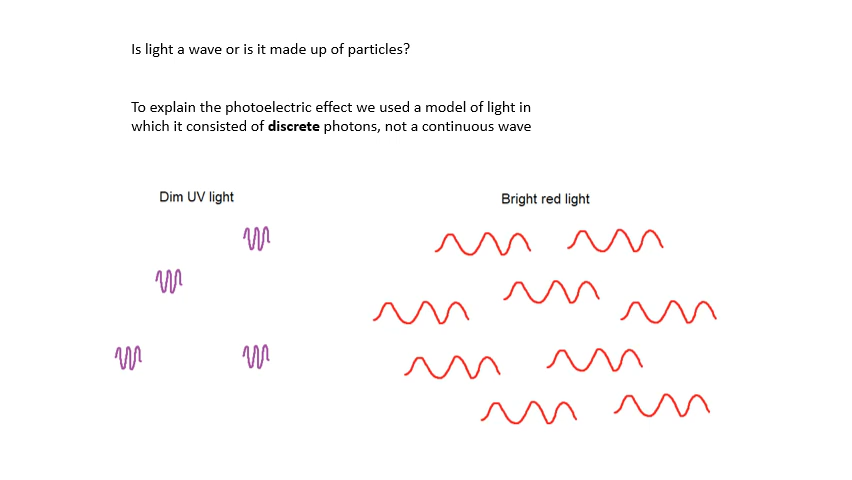 Is light a wave or is it made up of particles?
To explain the photoelectric effect we used a model of light in
which it consisted of discrete photons, not a continuous wave
Dim UV light
Bright red light